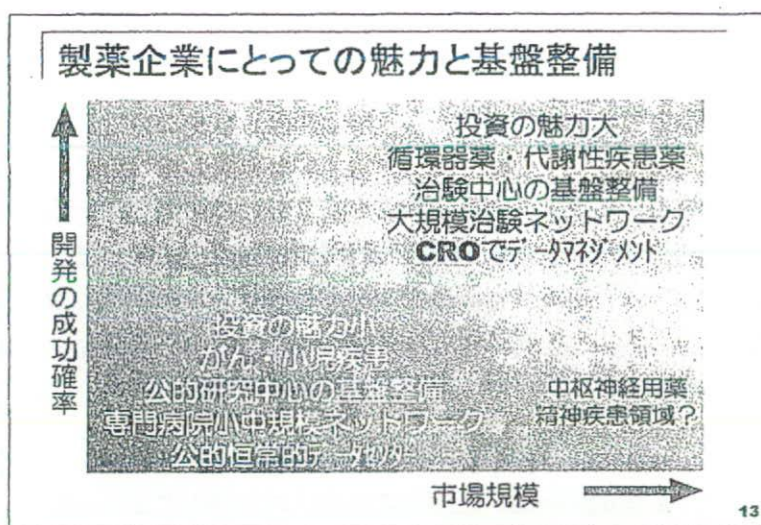 製薬企業にとっての魅力と基盤整備
投資の魅力大
循環器薬・代謝性疾患薬
治験中心の基盤整備
大規模治験ネットワーク
CROでデータマネジメント
開発の成功確率
投資の魅力小
がん・小児疾患
公的研究中心の基盤整備
専門病院小中規模ネットワーク
公的恒常的データセンター
中枢神経用薬
精神疾患領域?
市場規模
13